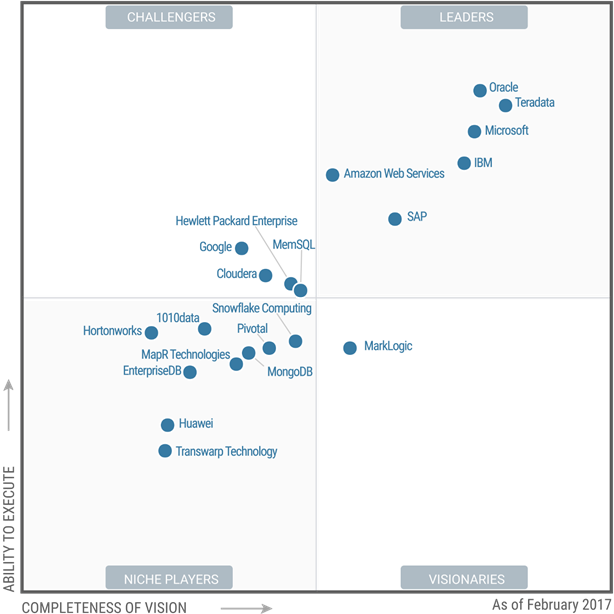 CHALLENGERS
LEADERS
Oracle
Teradata
Microsoft
IBM
Amazon Web Services
SAP
Hewlett Packard Enterprise
Google
MemSQL
Cloudera
Snowflake Computing
1010data
Hortonworks
Pivotal
MapR Technologies
MarkLogic
EnterpriseDB
MongoDB
Huawei
Transwarp Technology
ABILITY TO EXECUTE
NICHE PLAYERS
VISIONARIES
COMPLETENESS OF VISION
As of February 2017